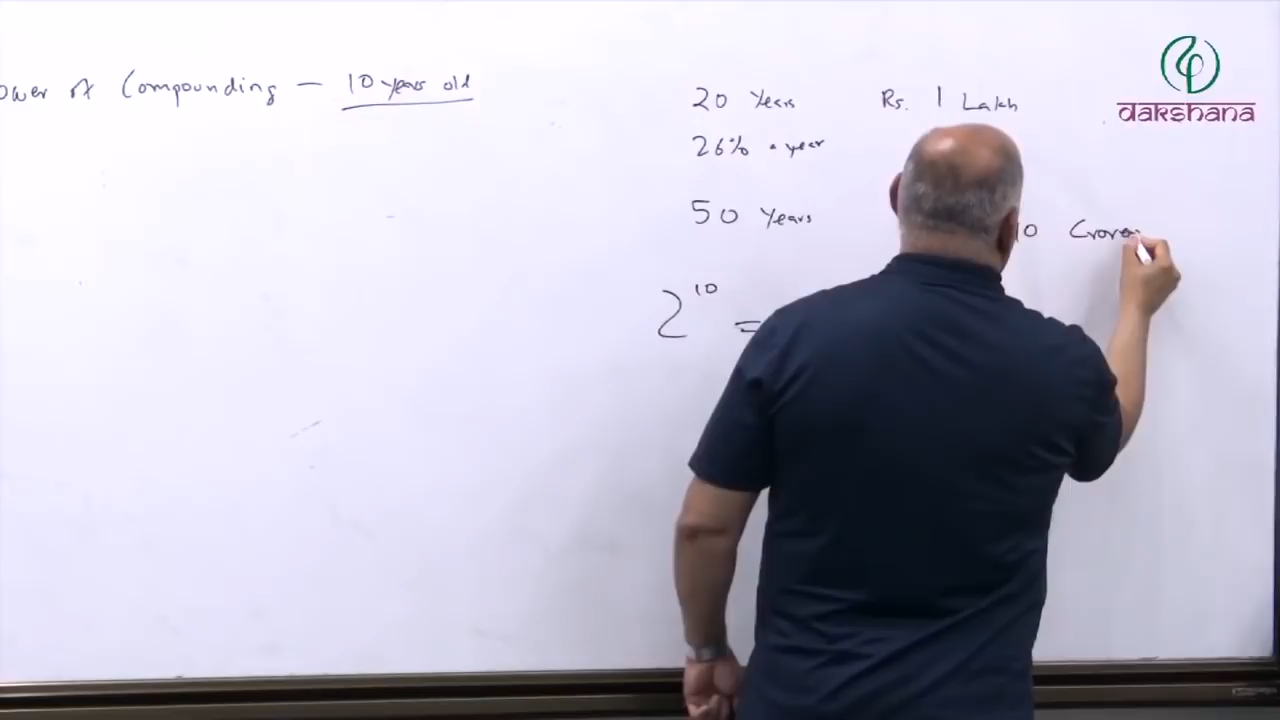 ower of Compounding — 10 years old
20 Years Rs. 1 Lakh
26% a year
50 Years 10 Crores
2^10 =
dakshana